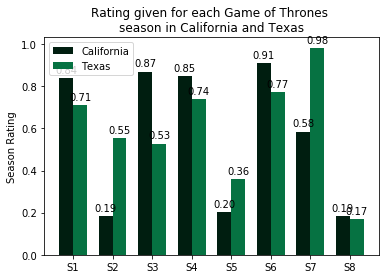 Rating given for each Game of Thrones
season in California and Texas
California
Texas
0.71
0.19
0.55
0.87
0.53
0.85
0.74
0.20
0.36
0.91
0.77
0.58
0.98
0.19
0.17
Season Rating
1.0
0.8
0.6
0.4
0.2
0.0
S1
S2
S3
S4
S5
S6
S7
S8